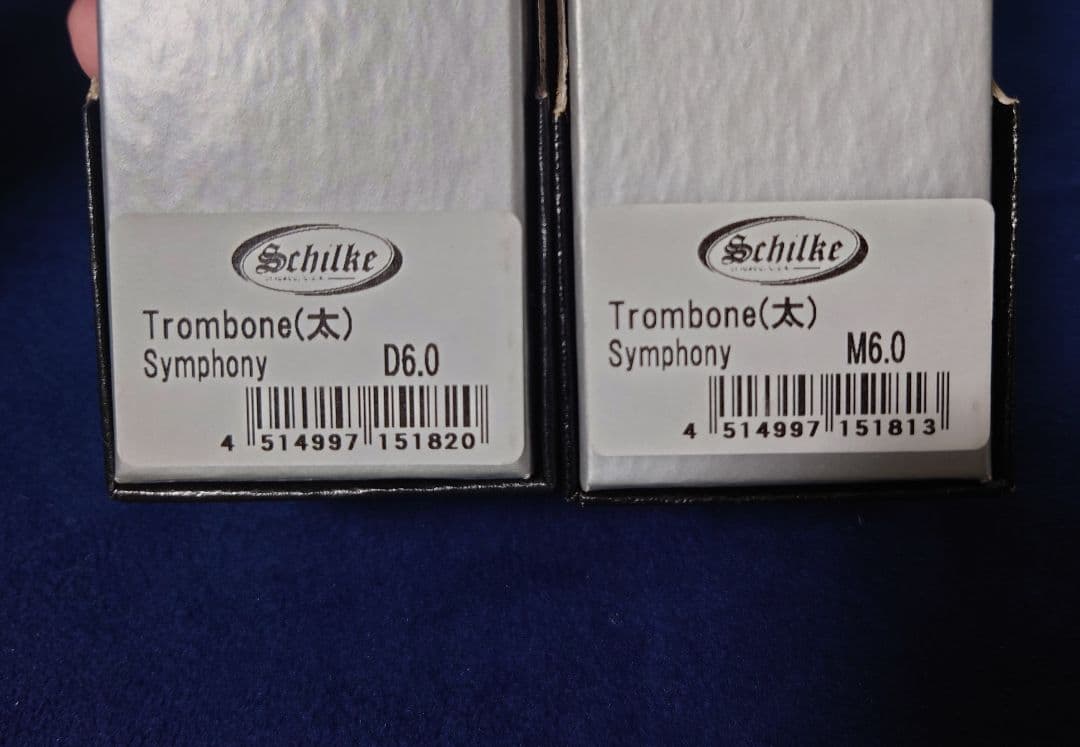 Schilke
Trombone(太)
Symphony D6.0
4 514997 151820
Schilke
Trombone(太)
Symphony M6.0
4 514997 151813